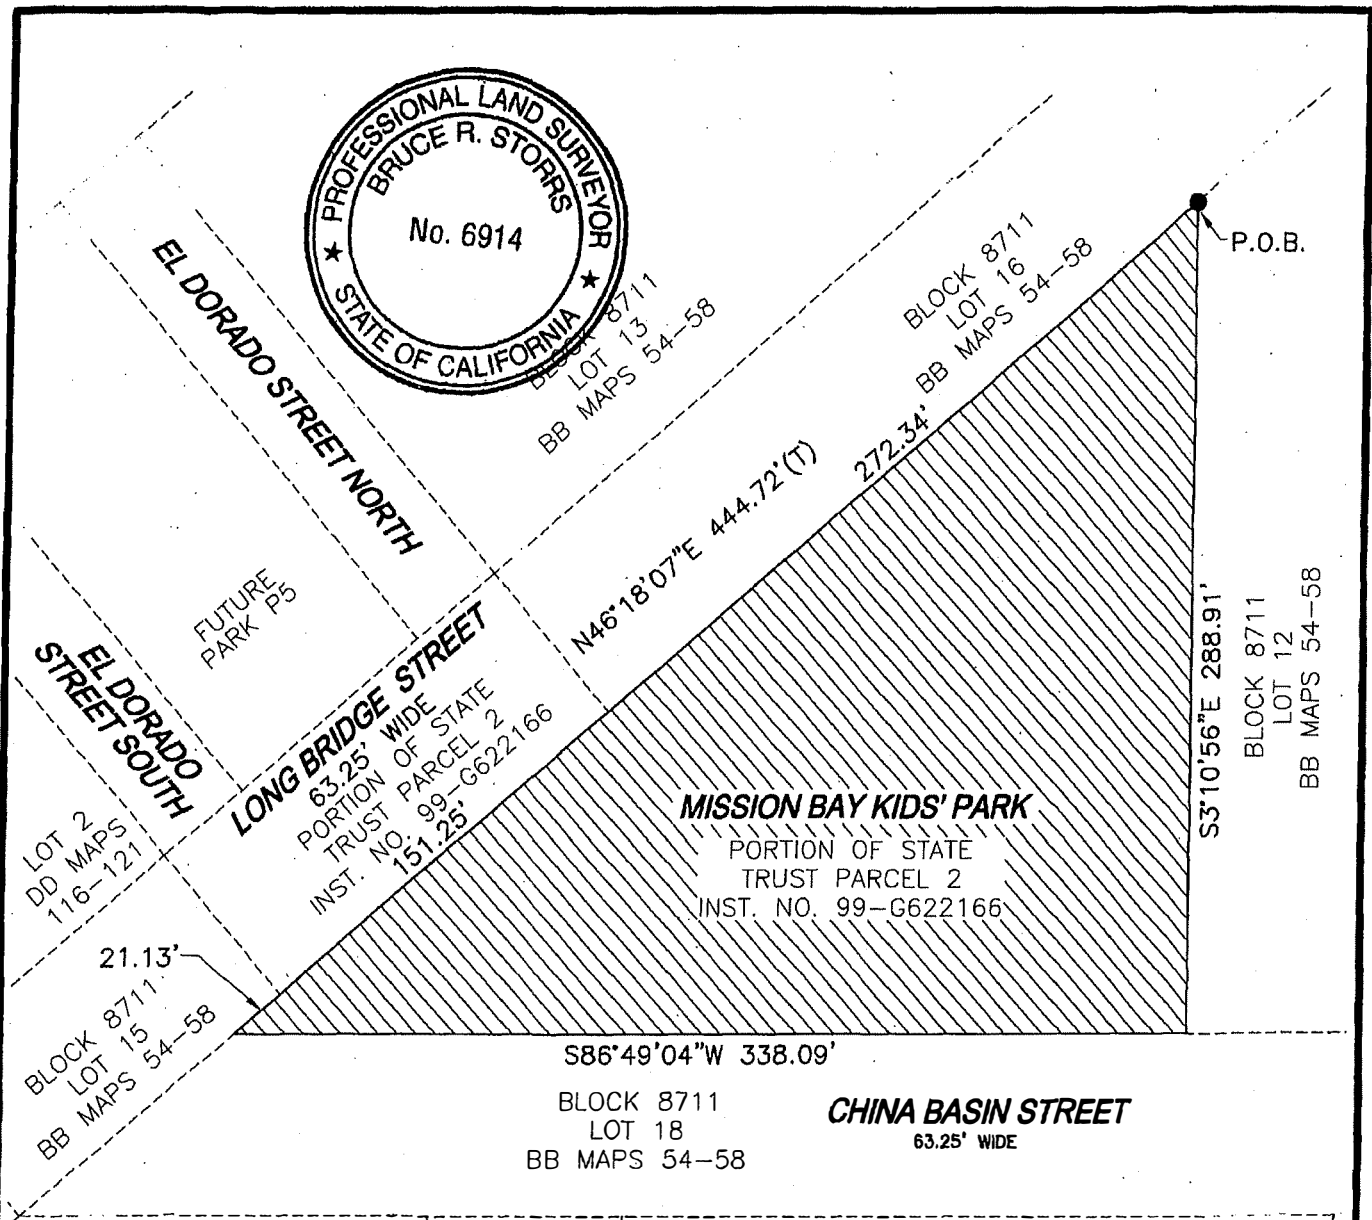 PROFESSIONAL LAND SURVEYOR
BRUCE R. STORRS
No. 6914
STATE OF CALIFORNIA
EL DORADO STREET NORTH
BLOCK 8711
LOT 13
BB MAPS 54-58
BLOCK 8711
LOT 16
BB MAPS 54-58
P.O.B.
N46°18'07"E 444.72'(T)
272.34'
FUTURE
PARK P5
EL DORADO
STREET SOUTH
LONG BRIDGE STREET
63.25' WIDE
PORTION OF STATE
TRUST PARCEL 2
INST. NO. 99-G622166
151.25'
S3°10'56"E 288.91'
BLOCK 8711
LOT 12
BB MAPS 54-58
MISSION BAY KIDS' PARK
PORTION OF STATE
TRUST PARCEL 2
INST. NO. 99-G622166
LOT 2
DD MAPS
116-121
21.13'
BLOCK 8711
LOT 15
BB MAPS 54-58
S86°49'04"W 338.09'
BLOCK 8711
LOT 18
BB MAPS 54-58
CHINA BASIN STREET
63.25' WIDE